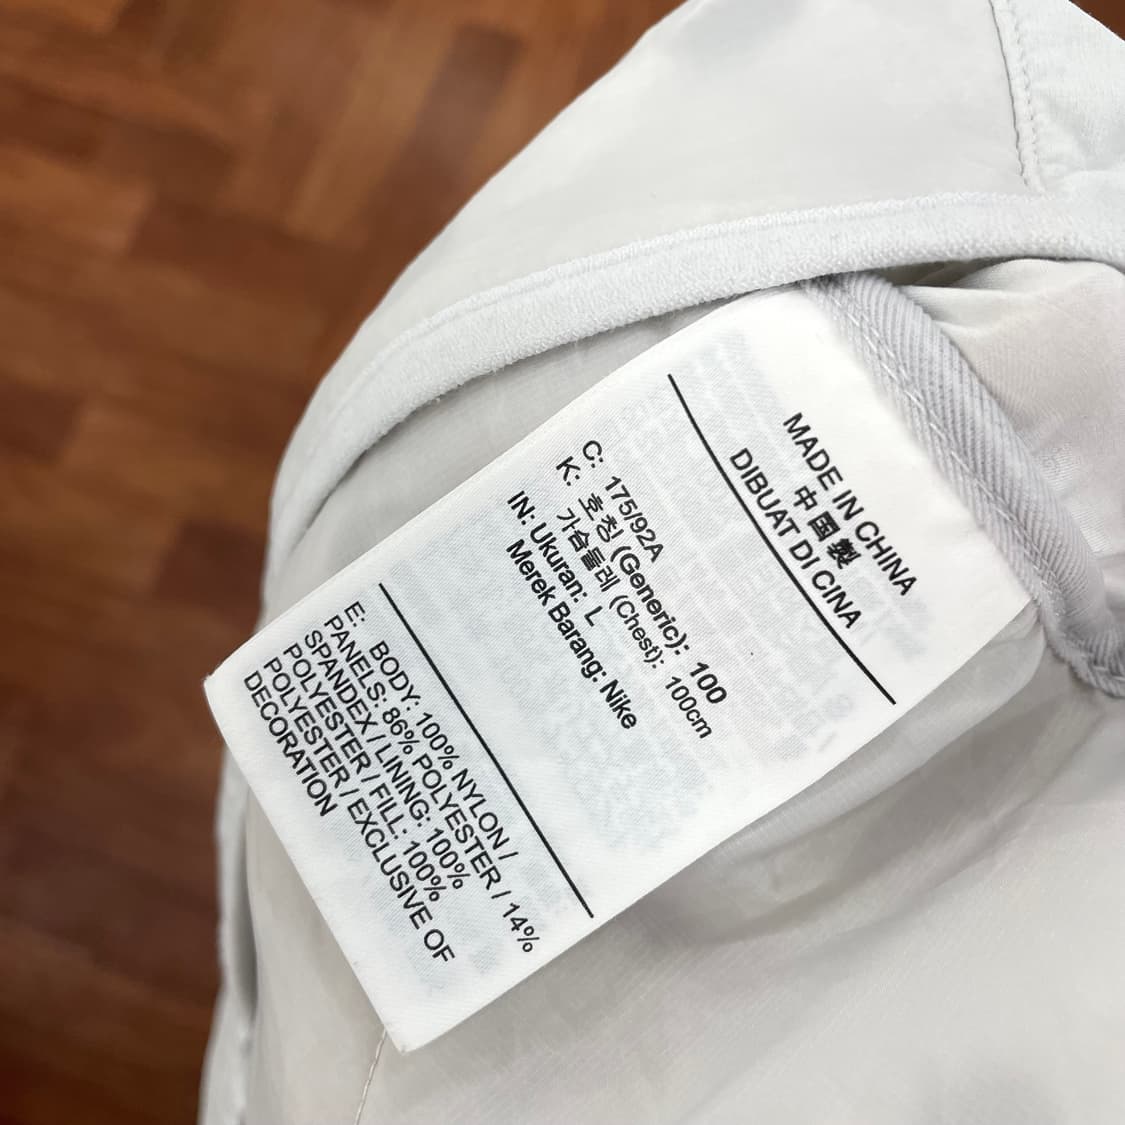 MADE IN CHINA
中国製
DIBUAT DI CINA
C: 175/92A
K: 호칭 (Generic): 100
가슴둘레 (Chest): 100cm
IN: Ukuran: L
Merek Barang: Nike
E: BODY: 100% NYLON /
PANELS: 86% POLYESTER / 14%
SPANDEX / LINING: 100%
POLYESTER / FILL: 100%
POLYESTER / EXCLUSIVE OF
DECORATION